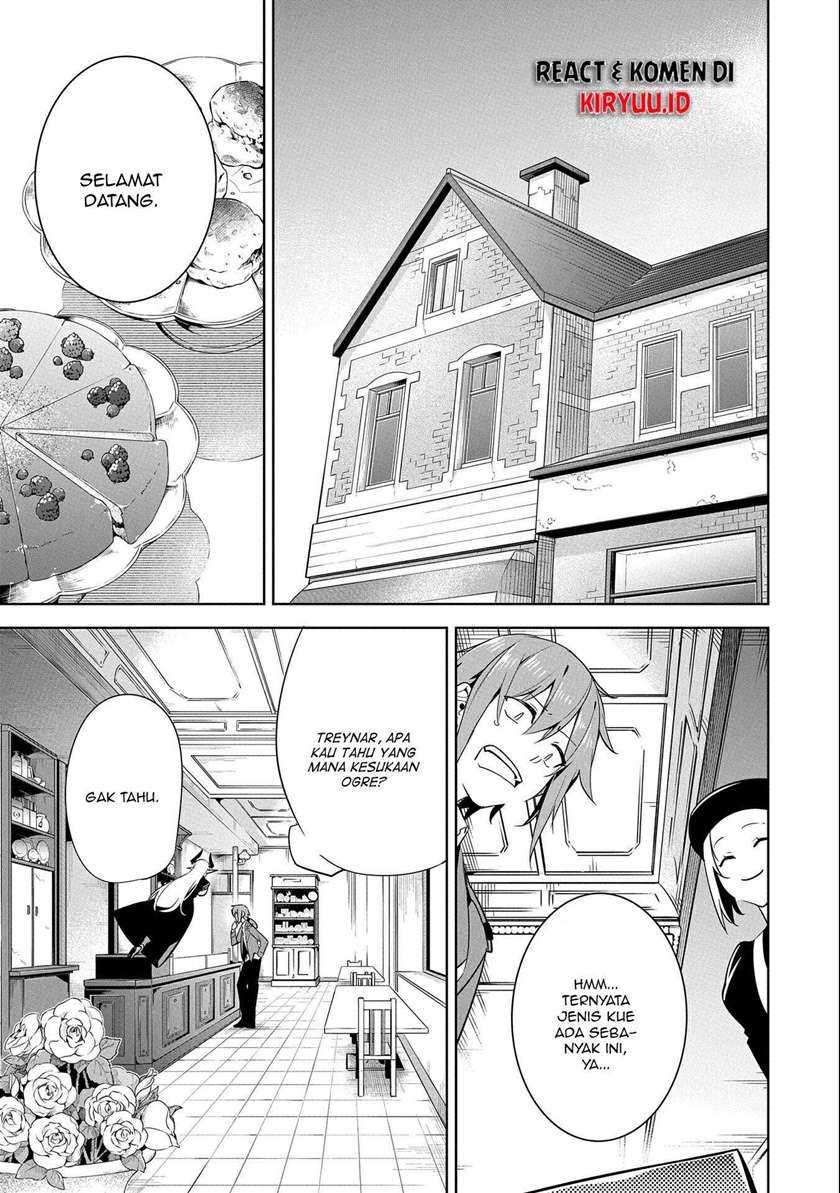 REACT & KOMEN DI
KIRYUU.ID
SELAMAT
DATANG.
HMM...
TERNYATA
JENIS KUE
ADA SEBA-
NYAK INI,
YA...
TREYNAR, APA
KAU TAHU YANG
MANA KESUKAAN
OGRE?
GAK TAHU.